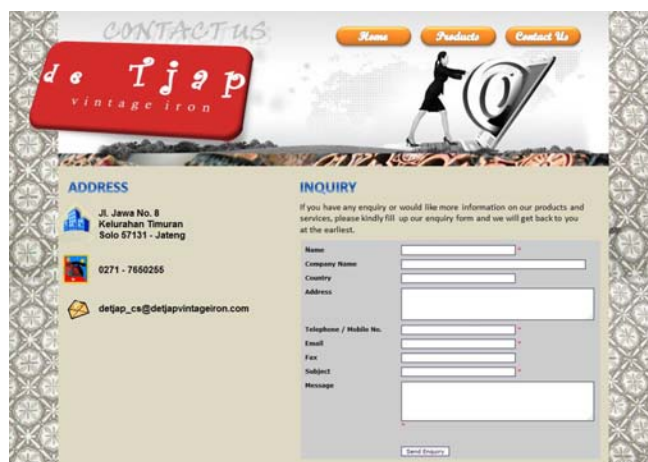 CONTACT US
Home Products Contact Us
de Tjap
vintage iron
@
ADDRESS
Jl. Jawa No. 8
Kelurahan Timuran
Solo 57131 - Jateng
0271 - 7650255
detjap_cs@detjapvintageiron.com
INQUIRY
If you have any enquiry or would like more information on our products and
services, please kindly fill up our enquiry form and we will get back to you
at the earliest.
Name *
Company Name
Country
Address
Telephone / Mobile No. *
Email *
Fax
Subject *
Message
*
Send Enquiry